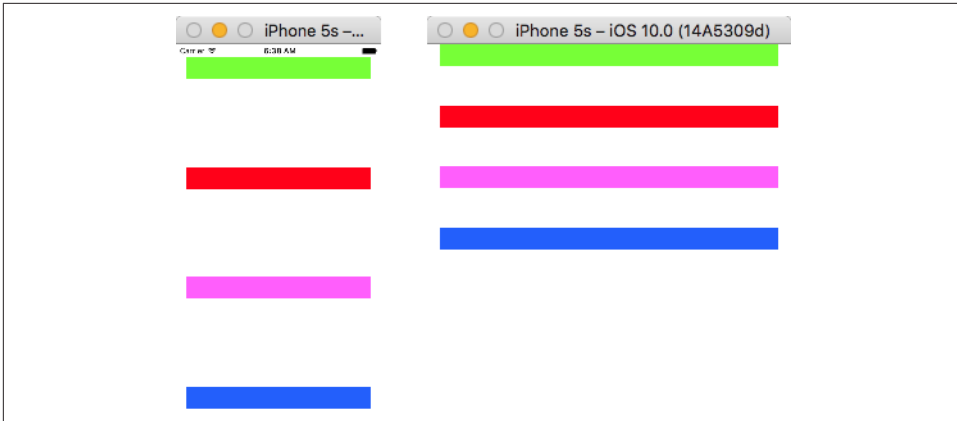 iPhone 5s –...
Carrier 6:38 AM
iPhone 5s – iOS 10.0 (14A5309d)